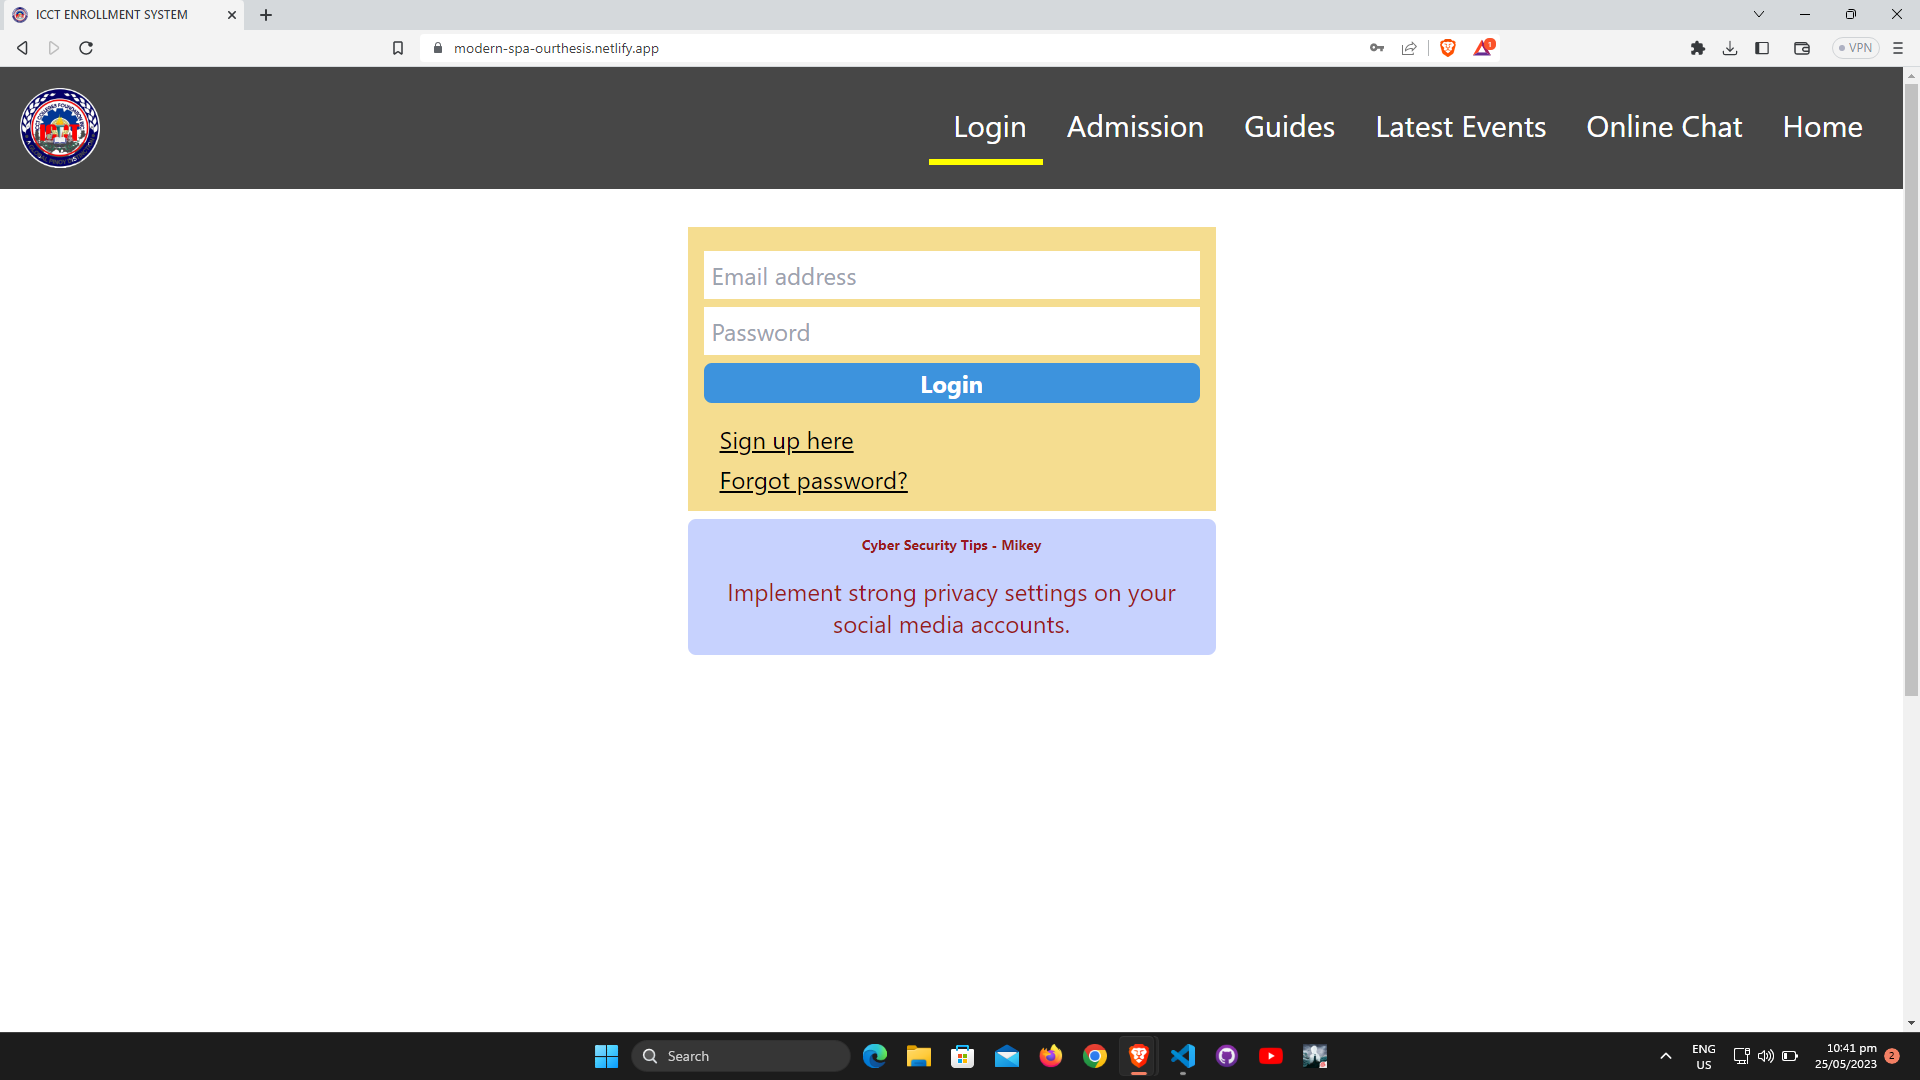 ICCT ENROLLMENT SYSTEM
modern-spa-ourthesis.netlify.app
1
VPN
Login
Admission
Guides
Latest Events
Online Chat
Home
Email address
Password
Login
Sign up here
Forgot password?
Cyber Security Tips - Mikey
Implement strong privacy settings on your
social media accounts.
Search
ENG
US
10:41 pm
25/05/2023
2